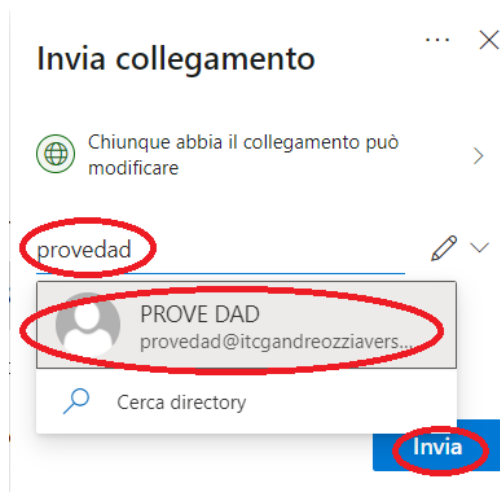 Invia collegamento
Chiunque abbia il collegamento può
modificare
provedad
PROVE DAD
provedad@itcgandreozziavers...
Cerca directory
Invia